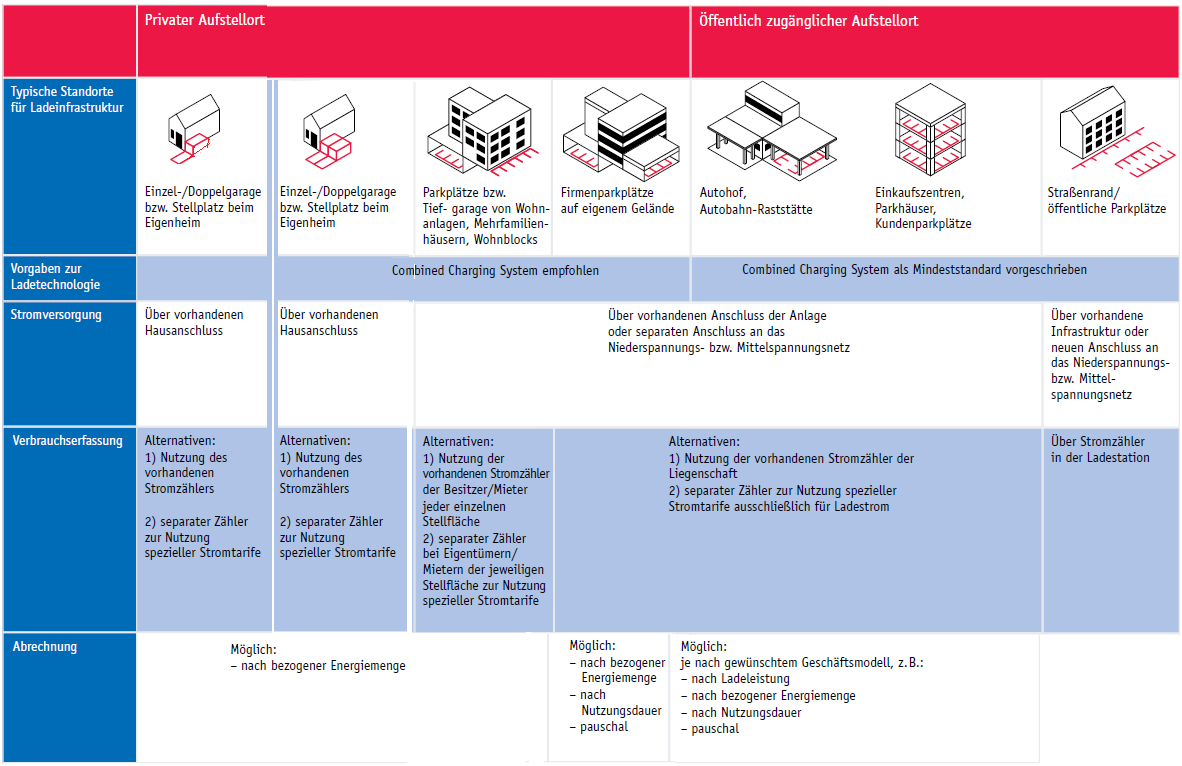 Privater Aufstellort
Öffentlich zugänglicher Aufstellort
Typische Standorte
für Ladeinfrastruktur
Einzel-/Doppelgarage
bzw. Stellplatz beim
Eigenheim
Einzel-/Doppelgarage
bzw. Stellplatz beim
Eigenheim
Parkplätze bzw.
Tief- garage von Wohn-
anlagen, Mehrfamilien-
häusern, Wohnblocks
Firmenparkplätze
auf eigenem Gelände
Autohof,
Autobahn-Raststätte
Einkaufszentren,
Parkhäuser,
Kundenparkplätze
Straßenrand/
öffentliche Parkplätze
Vorgaben zur
Ladetechnologie
Combined Charging System empfohlen
Combined Charging System als Mindeststandard vorgeschrieben
Stromversorgung
Über vorhandenen
Hausanschluss
Über vorhandenen
Hausanschluss
Über vorhandenen Anschluss der Anlage
oder separaten Anschluss an das
Niederspannungs- bzw. Mittelspannungsnetz
Über vorhandene
Infrastruktur oder
neuen Anschluss an
das Niederspannungs-
bzw. Mittel-
spannungsnetz
Verbrauchserfassung
Alternativen:
1) Nutzung des
vorhandenen
Stromzählers
2) separater Zähler
zur Nutzung
spezieller Stromtarife
Alternativen:
1) Nutzung des
vorhandenen
Stromzählers
2) separater Zähler
zur Nutzung
spezieller Stromtarife
Alternativen:
1) Nutzung der
vorhandenen Stromzähler
der Besitzer/Mieter
jeder einzelnen
Stellfläche
2) separater Zähler
bei Eigentümern/
Mietern der jeweiligen
Stellfläche zur Nutzung
spezieller Stromtarife
Alternativen:
1) Nutzung der vorhandenen Stromzähler der
Liegenschaft
2) separater Zähler zur Nutzung spezieller
Stromtarife ausschließlich für Ladestrom
Über Stromzähler
in der Ladestation
Abrechnung
Möglich:
– nach bezogener Energiemenge
Möglich:
– nach bezogener
Energiemenge
– nach
Nutzungsdauer
– pauschal
Möglich:
je nach gewünschtem Geschäftsmodell, z.B.:
– nach Ladeleistung
– nach bezogener Energiemenge
– nach Nutzungsdauer
– pauschal